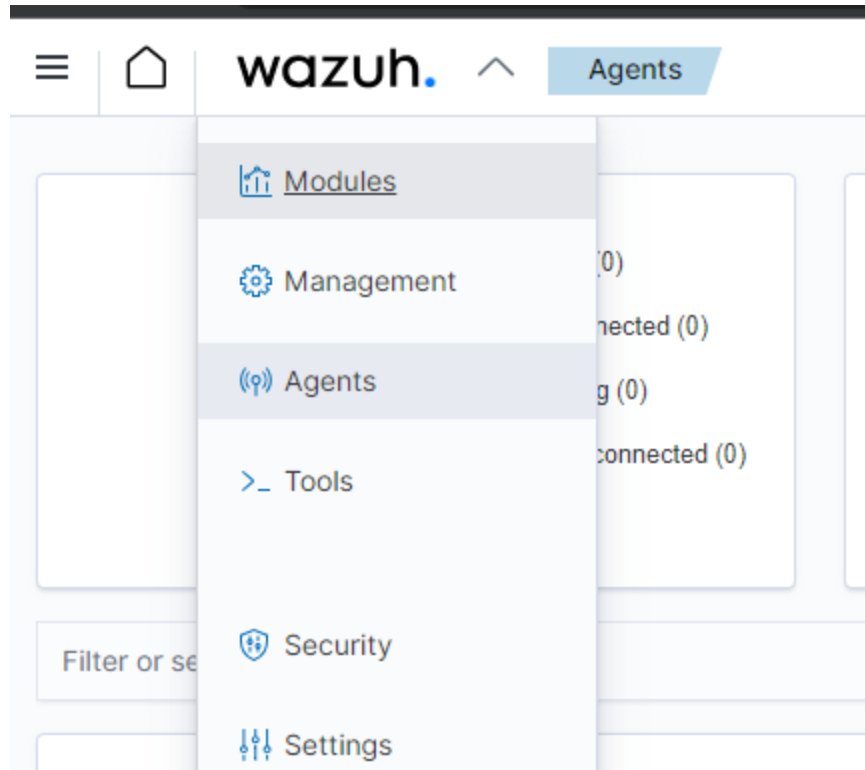 wazuh. Agents
Modules
Management
(0)
Agents
nected (0)
g (0)
connected (0)
>_ Tools
Filter or se
Security
Settings